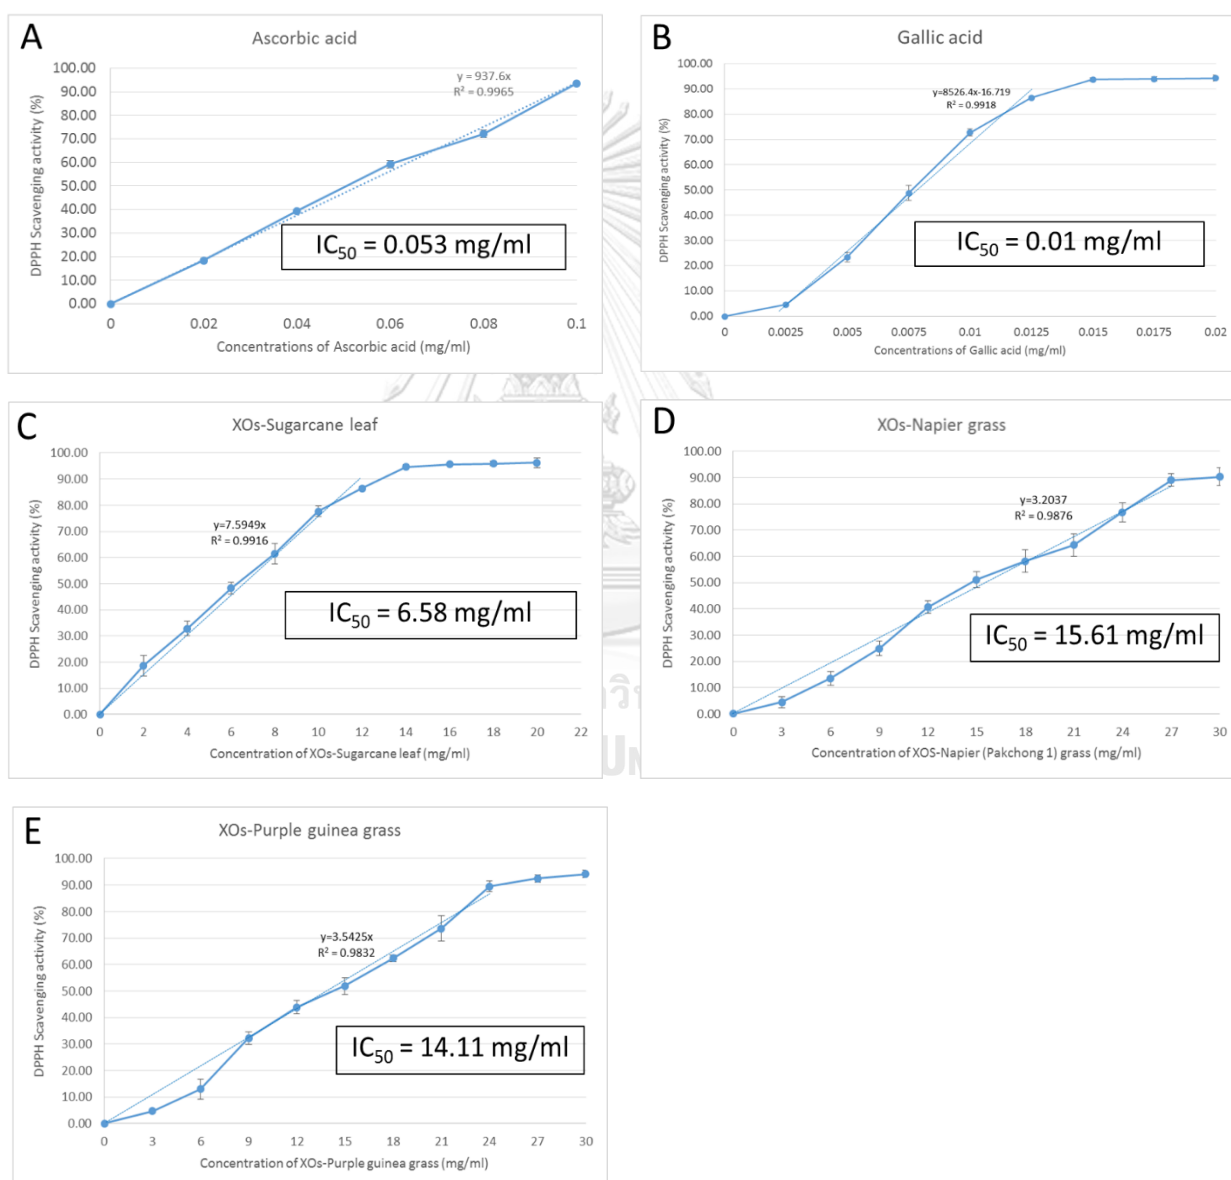 A
Ascorbic acid
y = 937.6x
R² = 0.9965
DPPH Scavenging activity (%)
100.00
90.00
80.00
70.00
60.00
50.00
40.00
30.00
20.00
10.00
0.00
IC50 = 0.053 mg/ml
0 0.02 0.04 0.06 0.08 0.1
Concentrations of Ascorbic acid (mg/ml)
B
Gallic acid
y=8526.4x-16.719
R² = 0.9918
DPPH Scavenging activity (%)
100.00
90.00
80.00
70.00
60.00
50.00
40.00
30.00
20.00
10.00
0.00
IC50 = 0.01 mg/ml
0 0.0025 0.005 0.0075 0.01 0.0125 0.015 0.0175 0.02
Concentrations of Gallic acid (mg/ml)
C
XOs-Sugarcane leaf
y=7.5949x
R² = 0.9916
DPPH Scavenging activity (%)
100.00
90.00
80.00
70.00
60.00
50.00
40.00
30.00
20.00
10.00
0.00
IC50 = 6.58 mg/ml
0 2 4 6 8 10 12 14 16 18 20 22
Concentration of XOs-Sugarcane leaf (mg/ml)
D
XOs-Napier grass
y=3.2037
R² = 0.9876
DPPH Scavenging activity (%)
100.00
90.00
80.00
70.00
60.00
50.00
40.00
30.00
20.00
10.00
0.00
IC50 = 15.61 mg/ml
0 3 6 9 12 15 18 21 24 27 30
Concentration of XOS-Napier (Pakchong 1) grass (mg/ml)
E
XOs-Purple guinea grass
y=3.5425x
R² = 0.9832
DPPH Scavenging activity (%)
100.00
90.00
80.00
70.00
60.00
50.00
40.00
30.00
20.00
10.00
0.00
IC50 = 14.11 mg/ml
0 3 6 9 12 15 18 21 24 27 30
Concentration of XOs-Purple guinea grass (mg/ml)